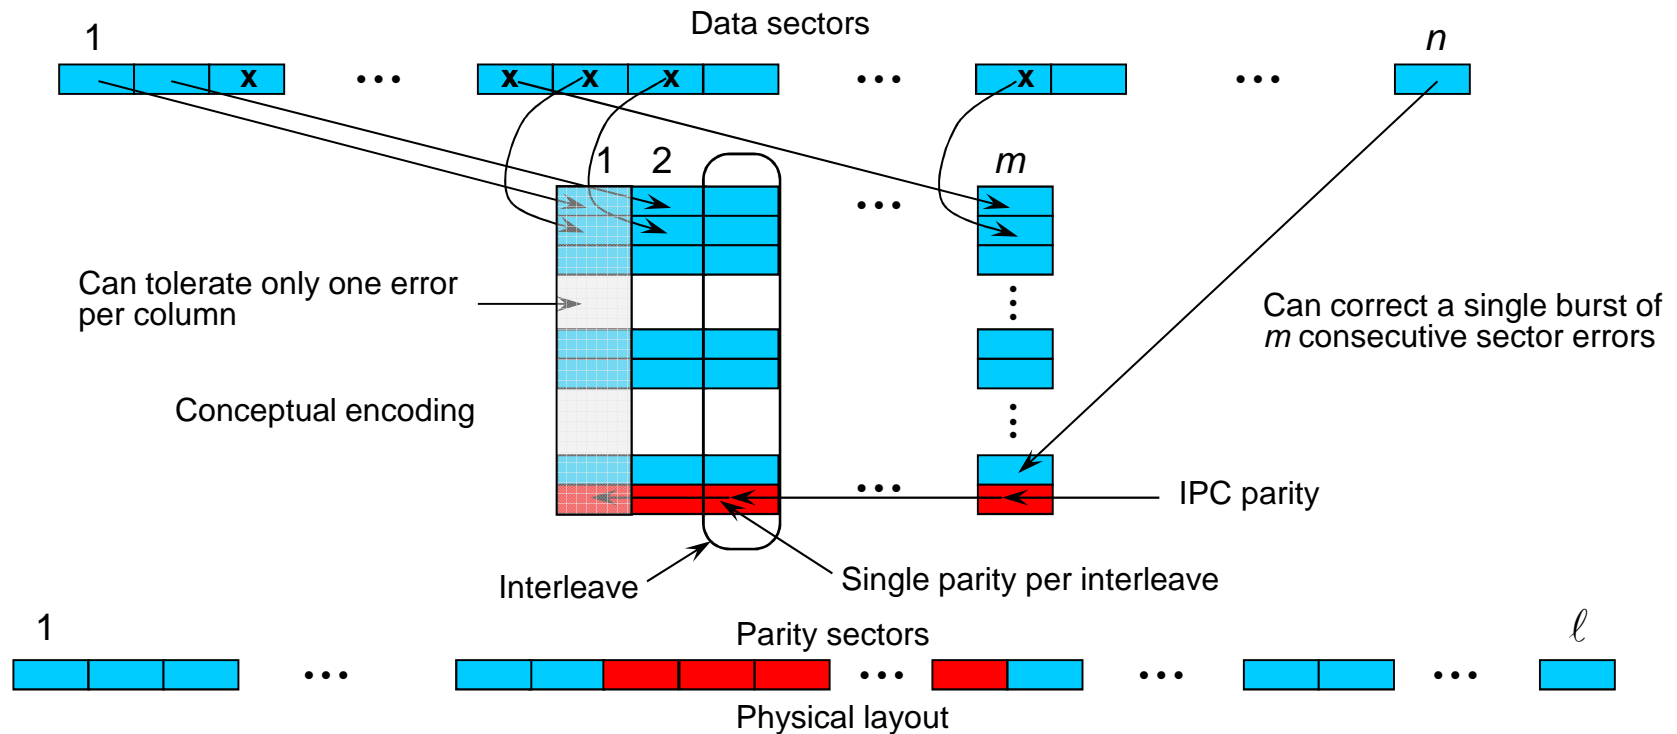 Data sectors
1
n
x
x
x
x
x
1
2
m
Can tolerate only one error
per column
Can correct a single burst of
m consecutive sector errors
Conceptual encoding
IPC parity
Interleave
Single parity per interleave
1
Parity sectors
ℓ
Physical layout